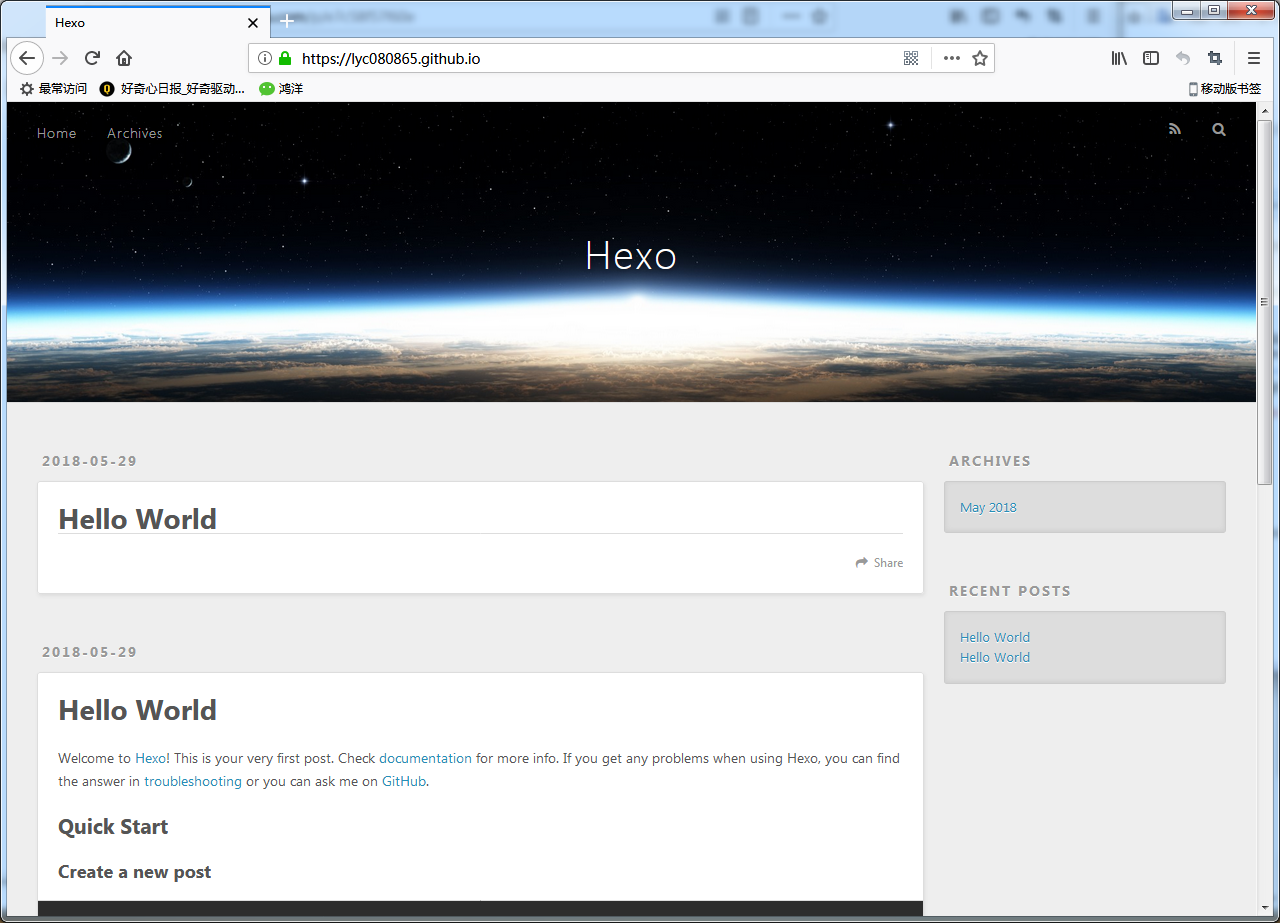 Hexo
https://lyc080865.github.io
最常访问 好奇心日报_好奇驱动... 鸿洋 移动版书签
Home Archives
Hexo
2018-05-29
Hello World
Share
2018-05-29
Hello World
Welcome to Hexo! This is your very first post. Check documentation for more info. If you get any problems when using Hexo, you can find
the answer in troubleshooting or you can ask me on GitHub.
Quick Start
Create a new post
ARCHIVES
May 2018
RECENT POSTS
Hello World
Hello World